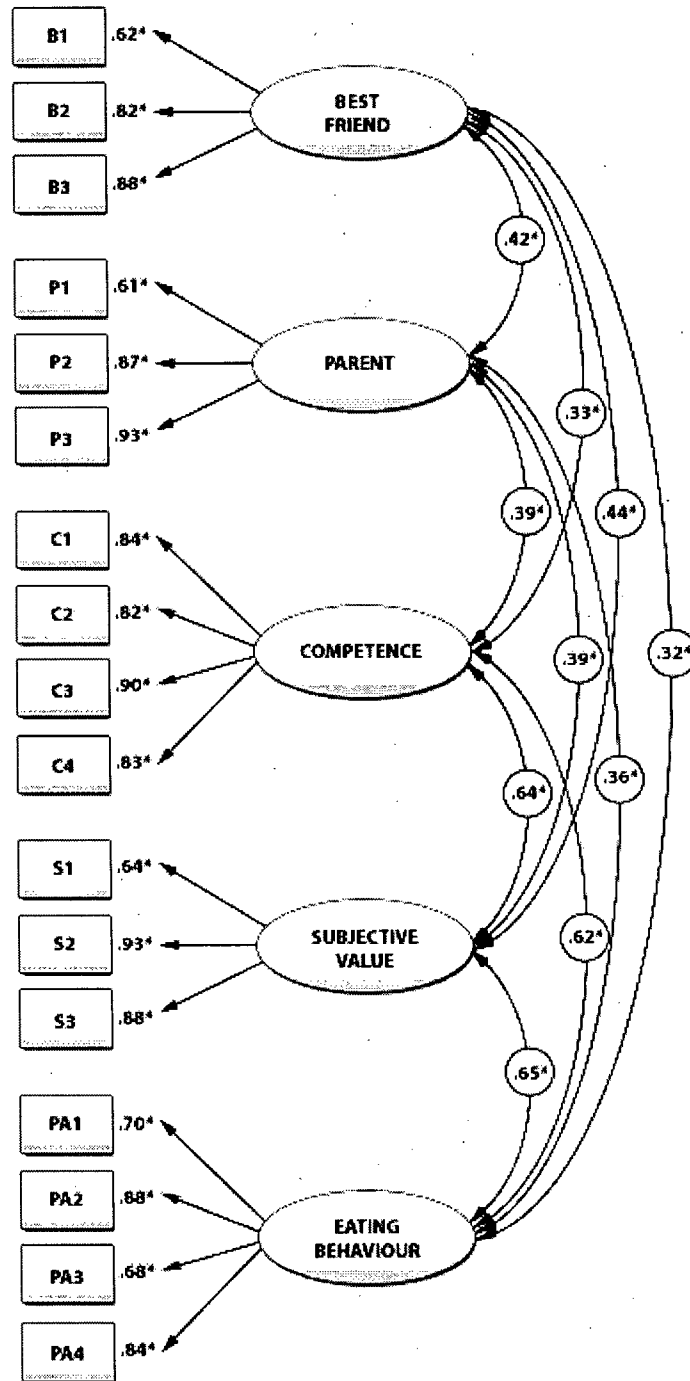 B1 .62*
B2 .82*
B3 .88*
BEST
FRIEND
.42*
P1 .61*
P2 .87*
P3 .93*
PARENT
.33*
.39*
.44*
C1 .84*
C2 .82*
C3 .90*
C4 .83*
COMPETENCE
.39*
.32*
.64*
.36*
S1 .64*
S2 .93*
S3 .88*
SUBJECTIVE
VALUE
.62*
.65*
PA1 .70*
PA2 .88*
PA3 .68*
PA4 .84*
EATING
BEHAVIOUR